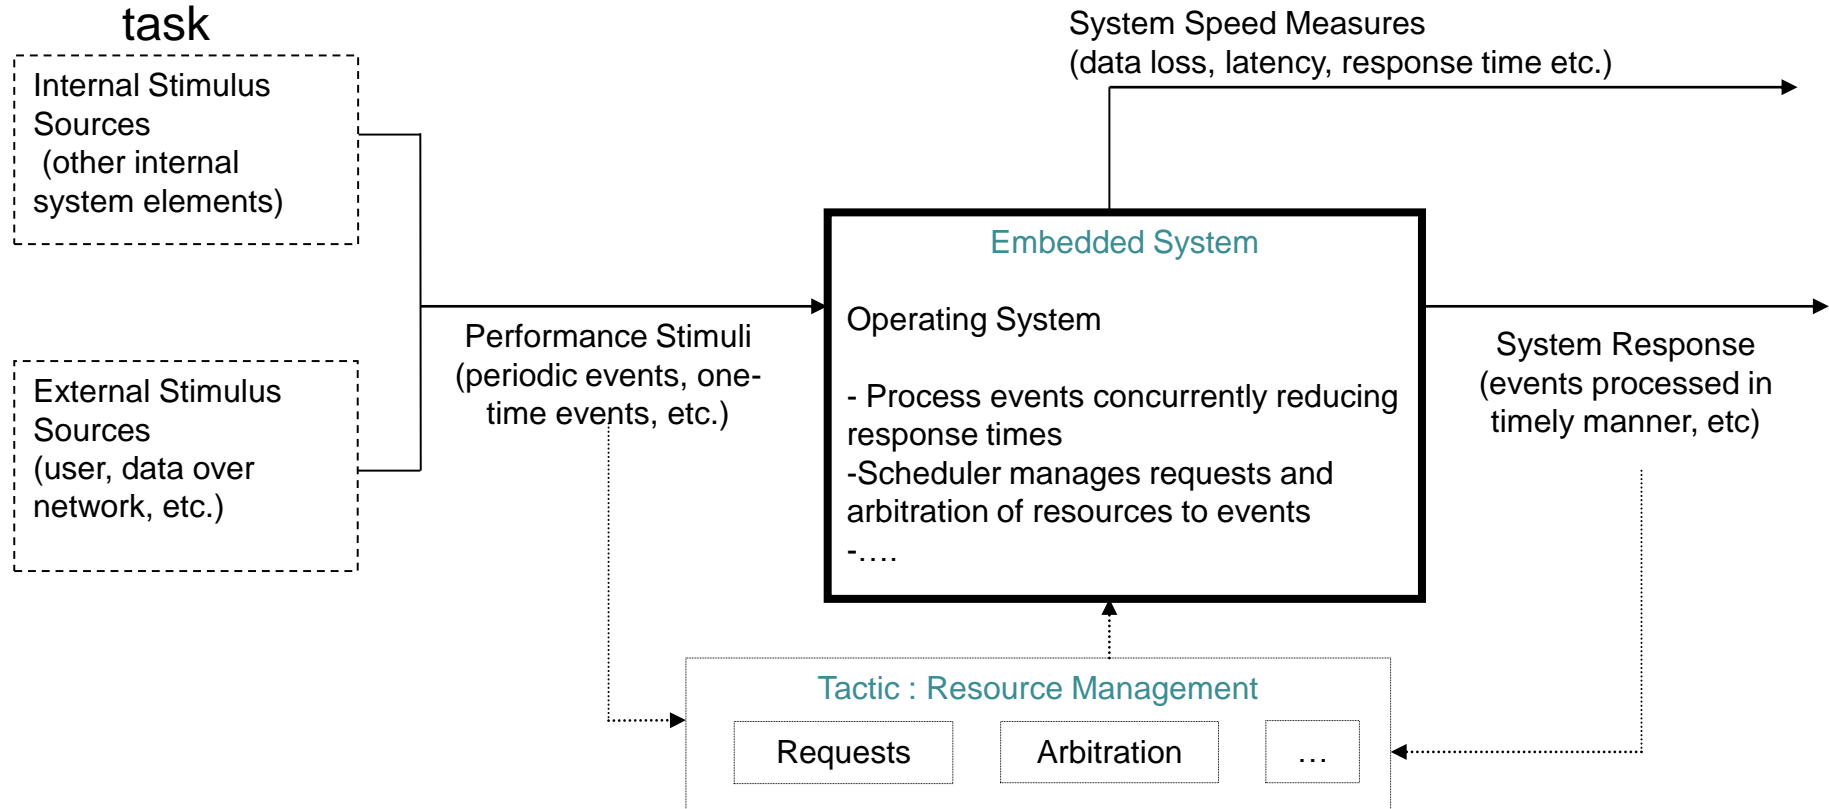 task
Internal Stimulus
Sources
(other internal
system elements)
External Stimulus
Sources
(user, data over
network, etc.)
Performance Stimuli
(periodic events, one-
time events, etc.)
System Speed Measures
(data loss, latency, response time etc.)
Embedded System
Operating System
- Process events concurrently reducing
response times
-Scheduler manages requests and
arbitration of resources to events
-....
System Response
(events processed in
timely manner, etc)
Tactic : Resource Management
Requests
Arbitration
...